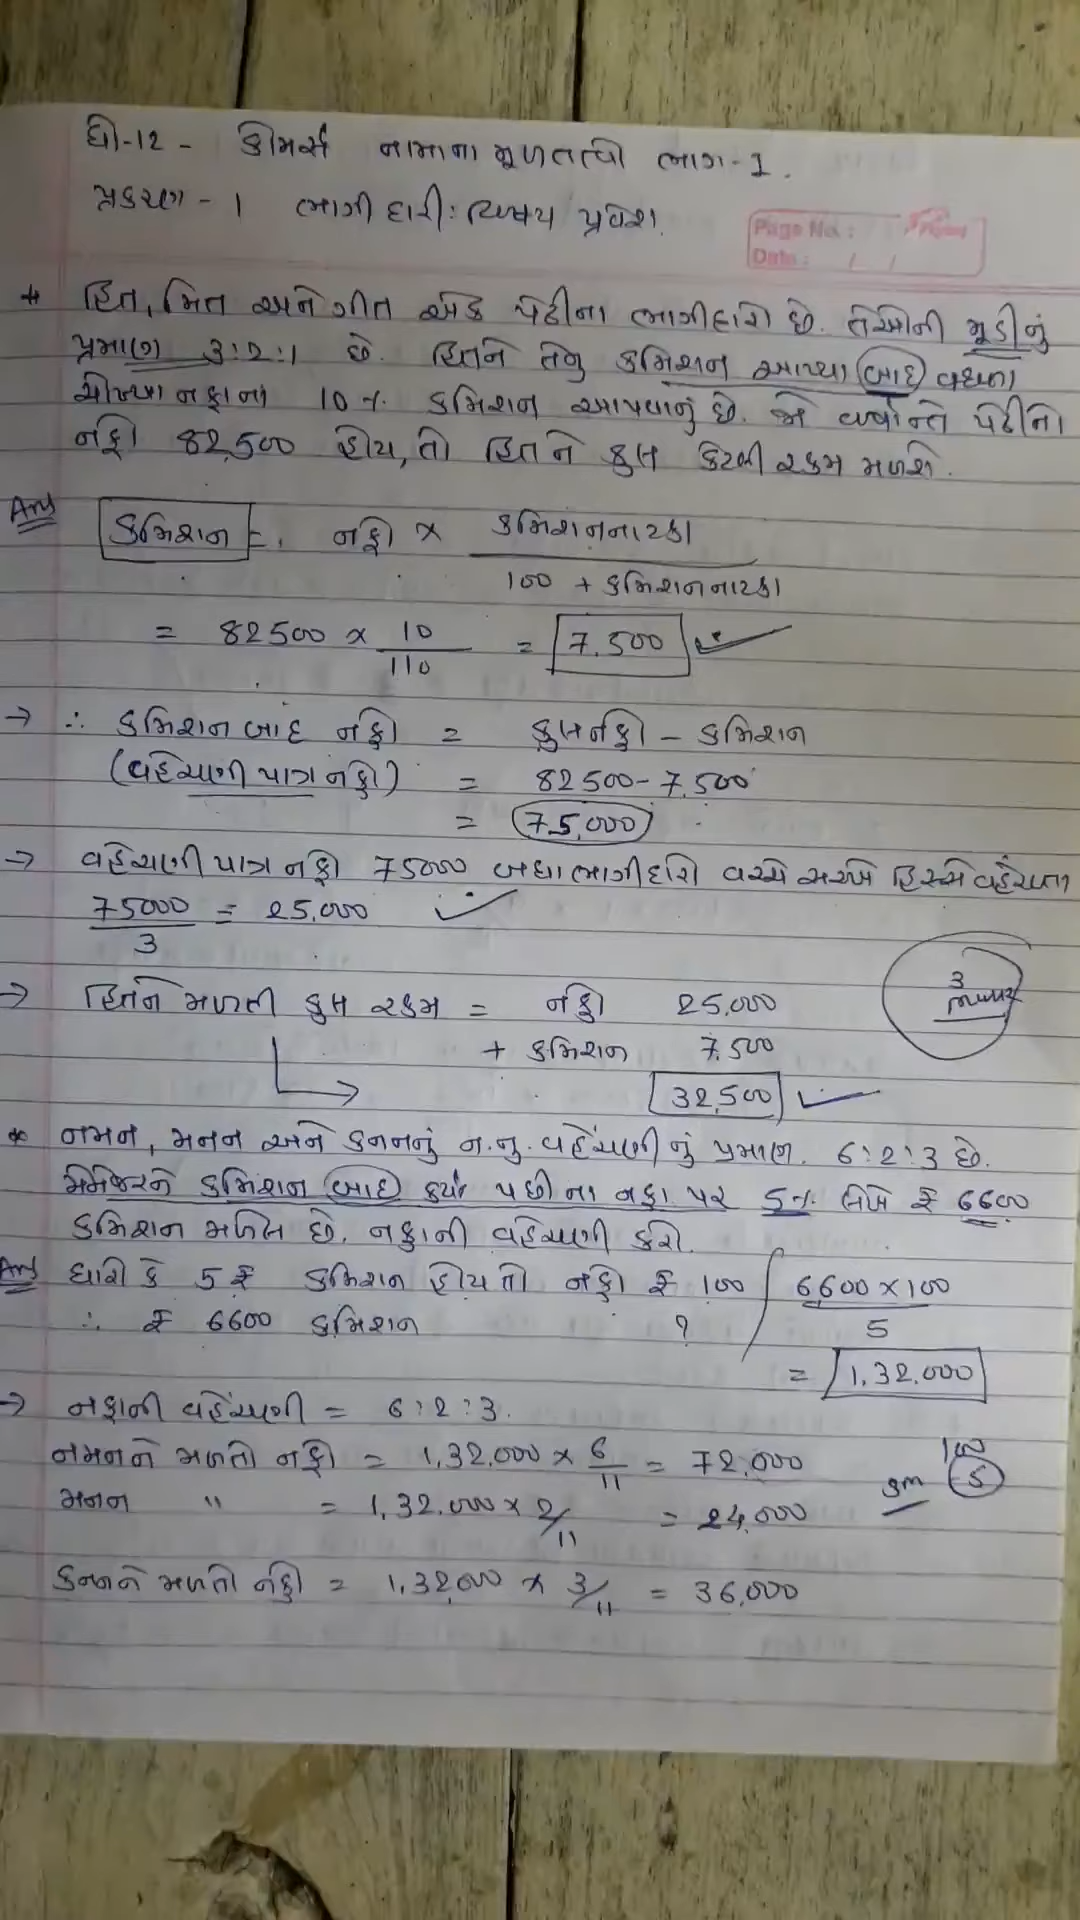 ધો-12 - કોમર્સ નામાના મૂળતત્વો ભાગ-1.
પ્રકરણ - 1 ભાગીદારી: વિષય પ્રવેશ.
Page No.:
Date: / /
* હિત, મિત અને ગીત એક પેઢીના ભાગીદારો છે. તેઓની મૂડીનું
પ્રમાણ 3:2:1 છે. હિતને તેનુ કમિશન આપ્યા બાદ વધતા
ચોખ્ખા નફાના 10% કમિશન આપવાનું છે. જો વર્ષાન્તે પેઢીનો
નફો 82,500 હોય, તો હિતને કુલ કેટલી રકમ મળશે.
Ans કમિશન = નફો × કમિશનના ટકા
100 + કમિશનના ટકા
= 82500 × 10/110 = 7,500
→ ∴ કમિશન બાદ નફો = કુલ નફો - કમિશન
(વહેંચણી પાત્ર નફો) = 82500 - 7,500
= 75,000
→ વહેંચણી પાત્ર નફો 75000 બધા ભાગીદારો વચ્ચે સરખે હિસ્સે વહેંચાતા
75000/3 = 25,000
3
→ હિતને મળતી કુલ રકમ = નફો 25,000
+ કમિશન 7,500
32,500
* નમન, મનન અને કનનનું ન.નુ. વહેંચણીનું પ્રમાણ. 6:2:3 છે.
મેનેજરને કમિશન બાદ કર્યા પછીના નફા પર 5% લેખે ₹ 6600
કમિશન મળેલ છે. નફાની વહેંચણી કરો.
Ans ધારો કે 5 ₹ કમિશન હોય તો નફો ₹ 100 6,600 × 100
∴ ₹ 6600 કમિશન ? 5
= 1,32,000
→ નફાની વહેંચણી = 6:2:3.
નમનને મળતો નફો = 1,32,000 × 6/11 = 72,000
100
5
મનન " = 1,32,000 × 2/11 = 24,000
કનનને મળતો નફો = 1,32,000 × 3/11 = 36,000